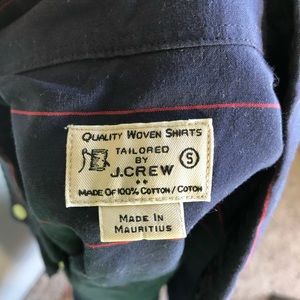 QUALITY WOVEN SHIRTS
TAILORED
BY
S
J.CREW
MADE OF 100% COTTON / COTON
MADE IN
MAURITIUS